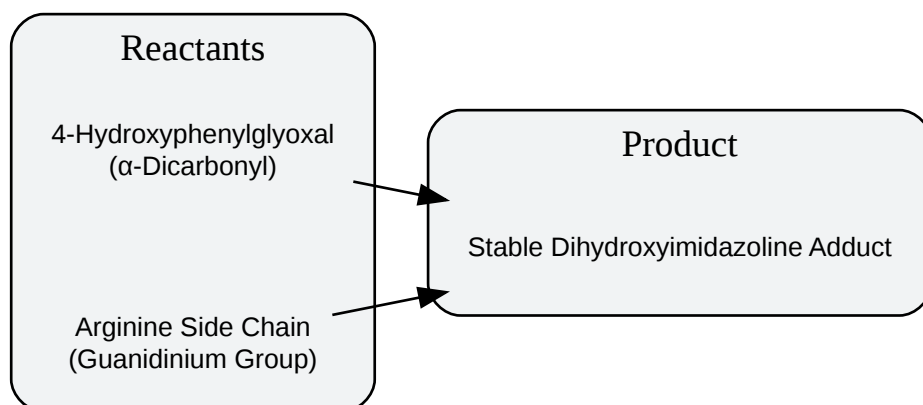 Reactants
4-Hydroxyphenylglyoxal
(α-Dicarbonyl)
Arginine Side Chain
(Guanidinium Group)
Product
Stable Dihydroxyimidazoline Adduct